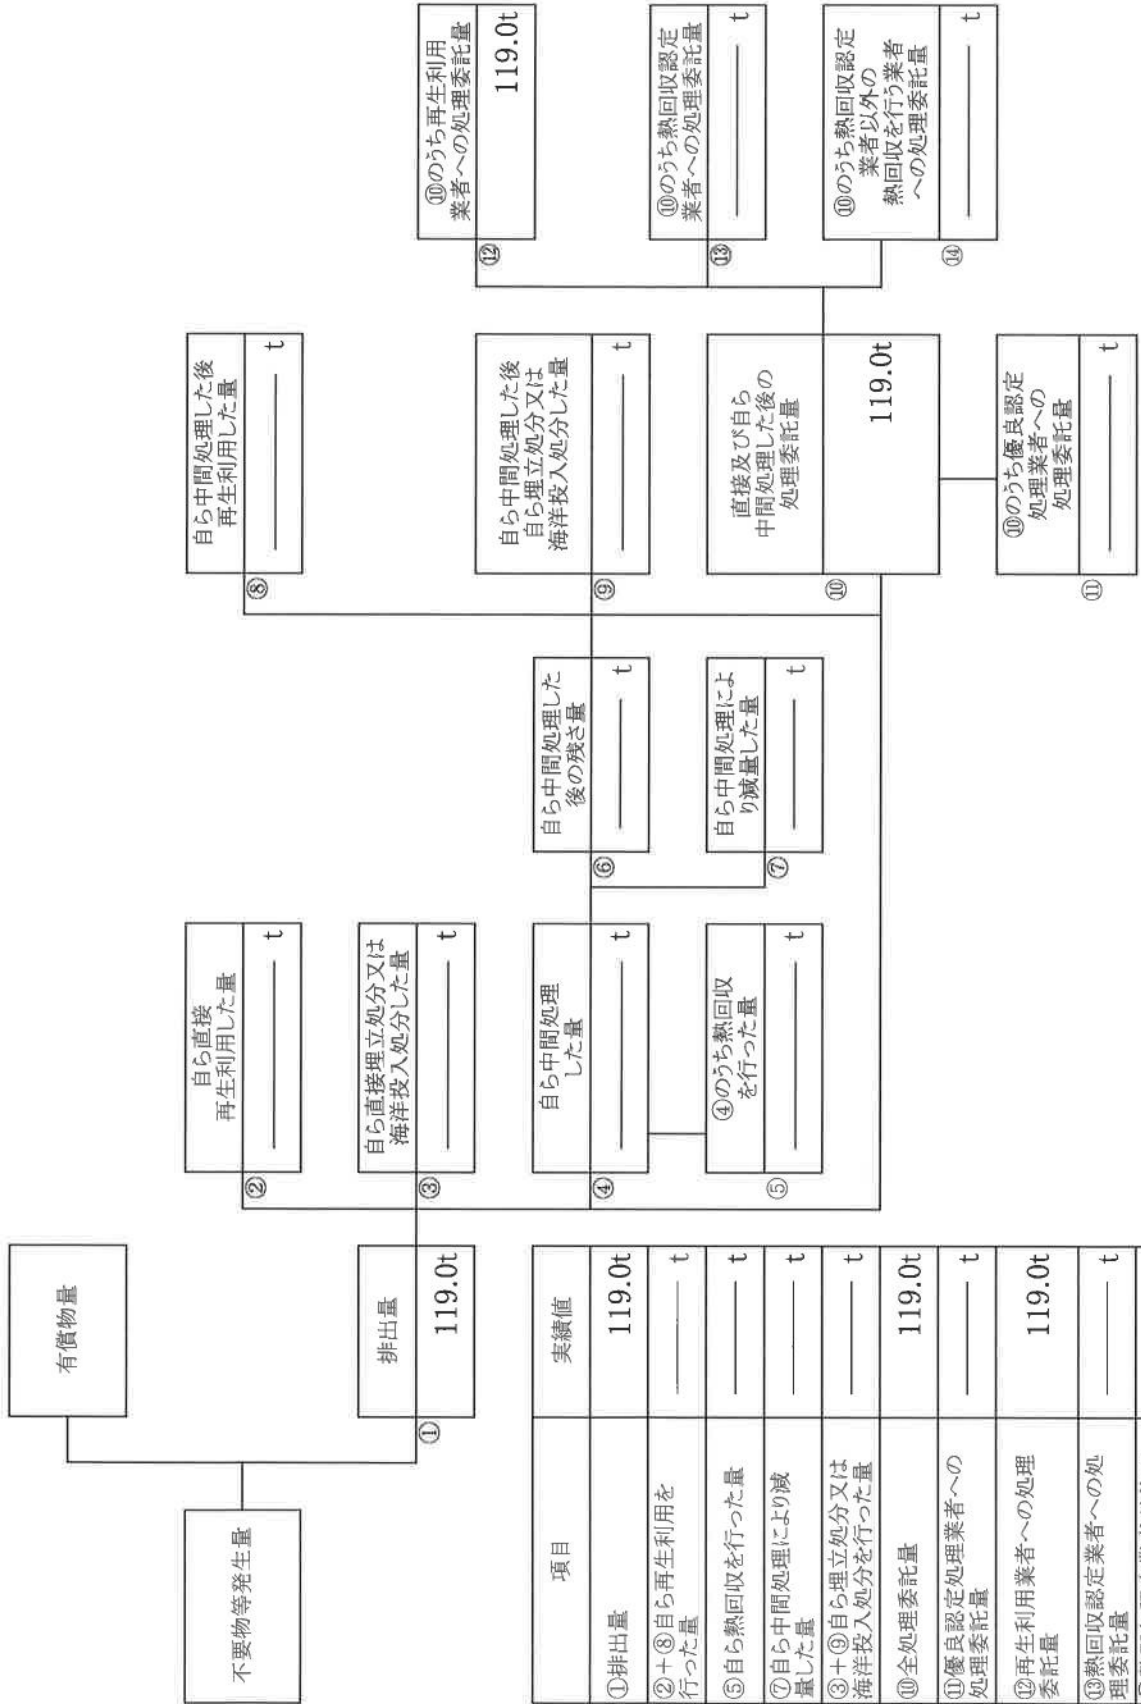 不要物等発生量
有償物量
①
排出量
119.0t
②
自ら直接
再生利用した量
t
③
自ら直接埋立処分又は
海洋投入処分した量
t
④
自ら中間処理
した量
t
⑤
④のうち熱回収
を行った量
t
⑥
自ら中間処理した
後の残さ量
t
⑦
自ら中間処理によ
り減量した量
t
⑧
自ら中間処理した後
再生利用した量
t
⑨
自ら中間処理した後
自ら埋立処分又は
海洋投入処分した量
t
⑩
直接及び自ら
中間処理した後の
処理委託量
119.0t
⑪
⑩のうち優良認定
処理業者への
処理委託量
t
⑫
⑩のうち再生利用
業者への処理委託量
119.0t
⑬
⑩のうち熱回収認定
業者への処理委託量
t
⑭
⑩のうち熱回収認定
業者以外の
熱回収を行う業者
への処理委託量
t
項目 実績値
①排出量 119.0t
②+⑧自ら再生利用を
行った量 t
⑤自ら熱回収を行った量 t
⑦自ら中間処理により減
量した量 t
③+⑨自ら埋立処分又は
海洋投入処分を行った量 t
⑩全処理委託量 119.0t
⑪優良認定処理業者への
処理委託量 t
⑫再生利用業者への処理
委託量 119.0t
⑬熱回収認定業者への処
理委託量 t